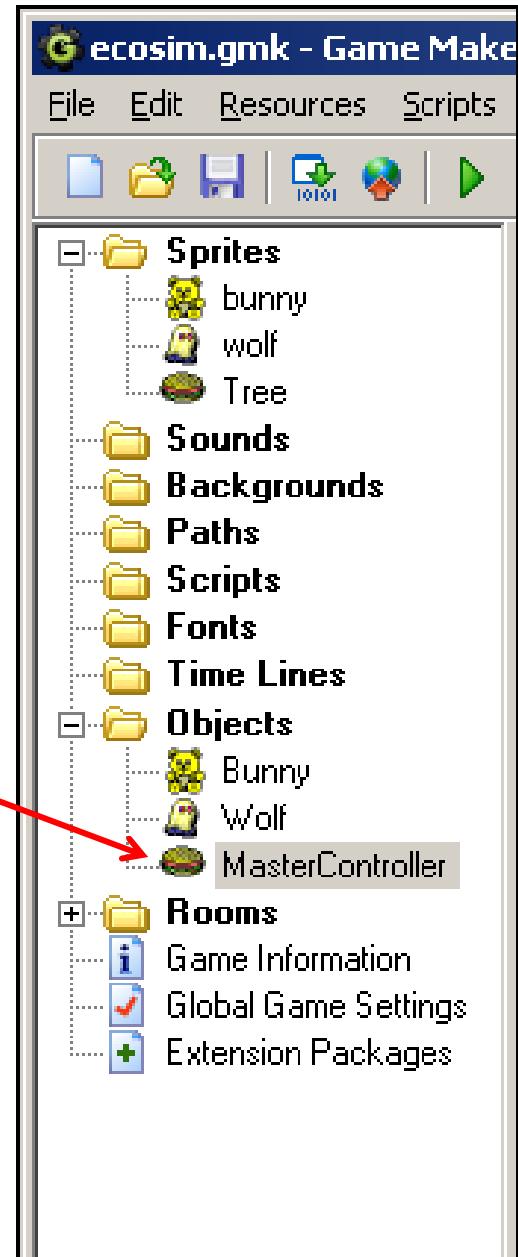 ecosim.gmk - Game Make
File Edit Resources Scripts
10101
Sprites
bunny
wolf
Tree
Sounds
Backgrounds
Paths
Scripts
Fonts
Time Lines
Objects
Bunny
Wolf
MasterController
Rooms
Game Information
Global Game Settings
Extension Packages